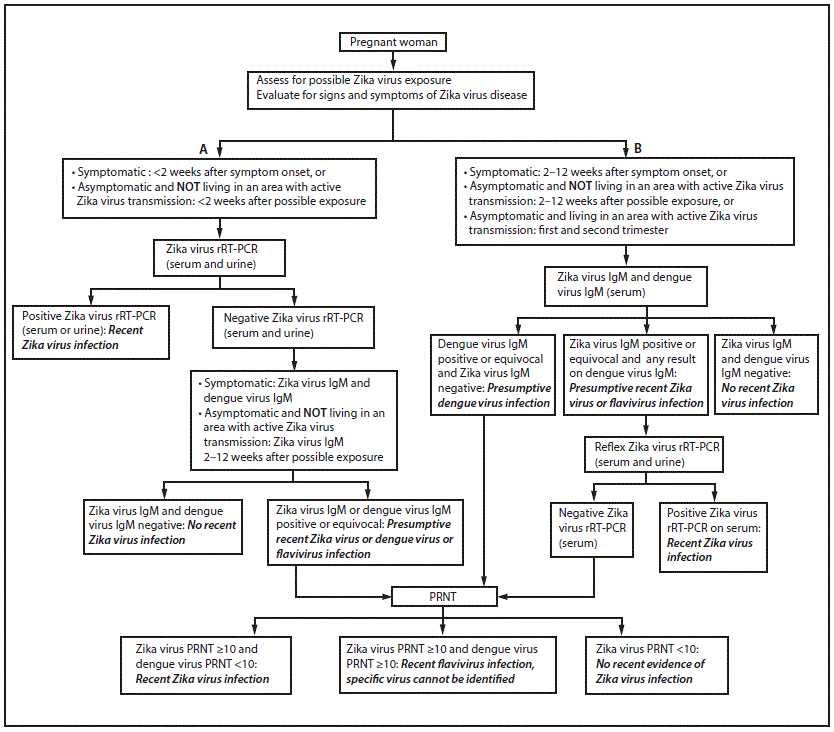 Pregnant woman
Assess for possible Zika virus exposure
Evaluate for signs and symptoms of Zika virus disease
A
B
• Symptomatic : <2 weeks after symptom onset, or
• Asymptomatic and NOT living in an area with active
Zika virus transmission: <2 weeks after possible exposure
• Symptomatic: 2–12 weeks after symptom onset, or
• Asymptomatic and NOT living in an area with active Zika virus
transmission: 2–12 weeks after possible exposure, or
• Asymptomatic and living in an area with active Zika virus
transmission: first and second trimester
Zika virus rRT-PCR
(serum and urine)
Zika virus IgM and dengue
virus IgM (serum)
Positive Zika virus rRT-PCR
(serum or urine): Recent
Zika virus infection
Negative Zika virus rRT-PCR
(serum and urine)
Dengue virus IgM
positive or equivocal
and Zika virus IgM
negative: Presumptive
dengue virus infection
Zika virus IgM positive or
equivocal and any result
on dengue virus IgM:
Presumptive recent Zika
virus or flavivirus infection
Zika virus IgM
and dengue virus
IgM negative:
No recent Zika
virus infection
• Symptomatic: Zika virus IgM and
dengue virus IgM
• Asymptomatic and NOT living in an
area with active Zika virus
transmission: Zika virus IgM
2–12 weeks after possible exposure
Reflex Zika virus rRT-PCR
(serum and urine)
Zika virus IgM and dengue
virus IgM negative: No recent
Zika virus infection
Zika virus IgM or dengue virus IgM
positive or equivocal: Presumptive
recent Zika virus or dengue virus or
flavivirus infection
Negative Zika
virus rRT-PCR
(serum)
Positive Zika virus
rRT-PCR on serum:
Recent Zika virus
infection
PRNT
Zika virus PRNT ≥10 and
dengue virus PRNT <10:
Recent Zika virus infection
Zika virus PRNT ≥10 and dengue virus
PRNT ≥10: Recent flavivirus infection,
specific virus cannot be identified
Zika virus PRNT <10:
No recent evidence of
Zika virus infection